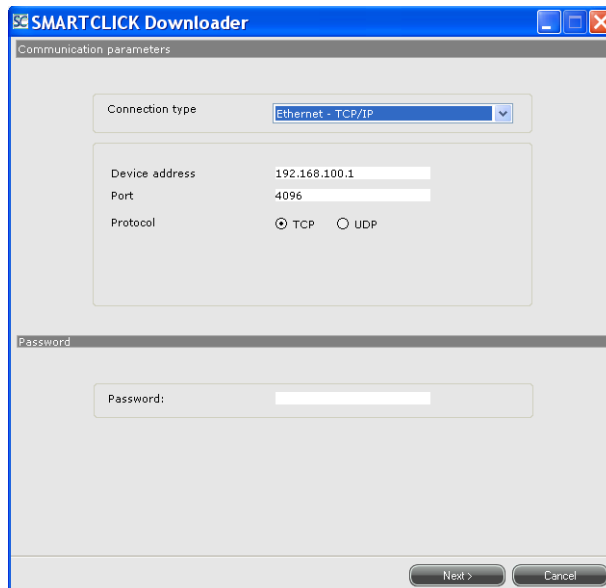 SC SMARTCLICK Downloader
Communication parameters
Connection type Ethernet - TCP/IP
Device address 192.168.100.1
Port 4096
Protocol TCP UDP
Password
Password:
Next > Cancel